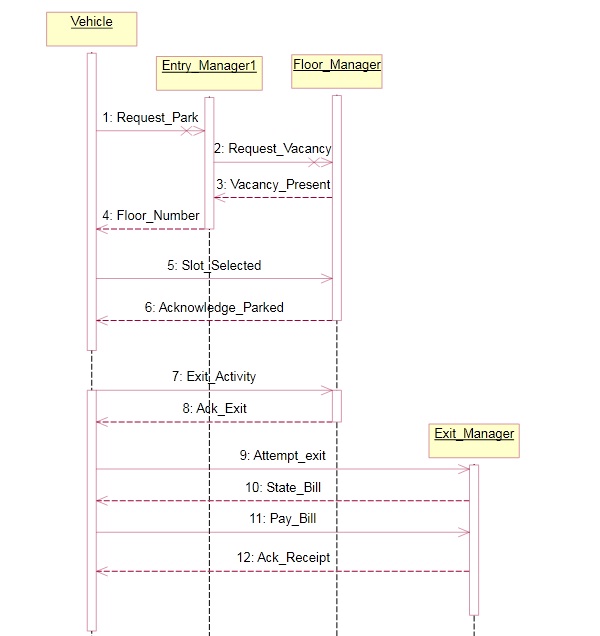 Vehicle
Entry_Manager1
Floor_Manager
1: Request_Park
2: Request_Vacancy
3: Vacancy_Present
4: Floor_Number
5: Slot_Selected
6: Acknowledge_Parked
7: Exit_Activity
8: Ack_Exit
Exit_Manager
9: Attempt_exit
10: State_Bill
11: Pay_Bill
12: Ack_Receipt